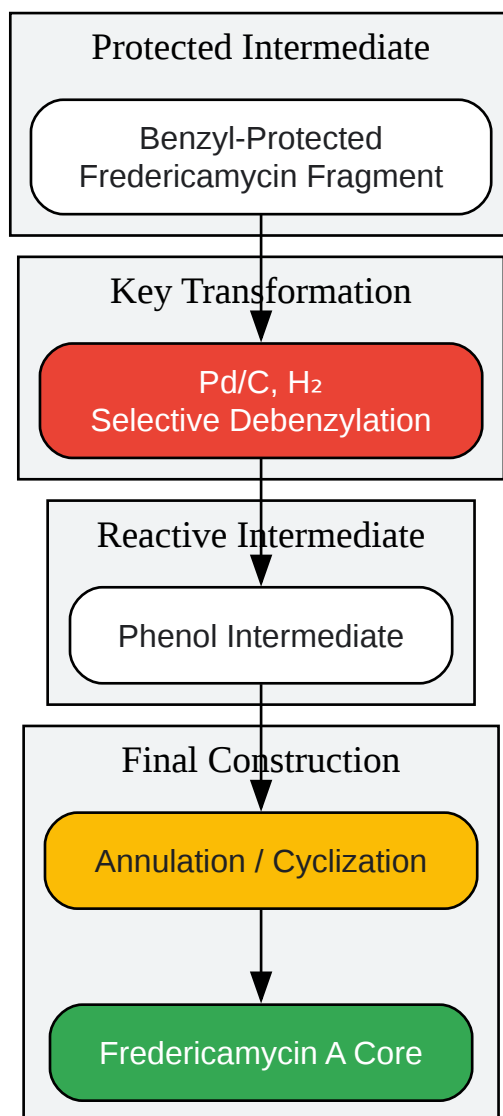 Protected Intermediate
Benzyl-Protected
Fredericamycin Fragment
Key Transformation
Pd/C, H₂
Selective Debenzylation
Reactive Intermediate
Phenol Intermediate
Final Construction
Annulation / Cyclization
Fredericamycin A Core